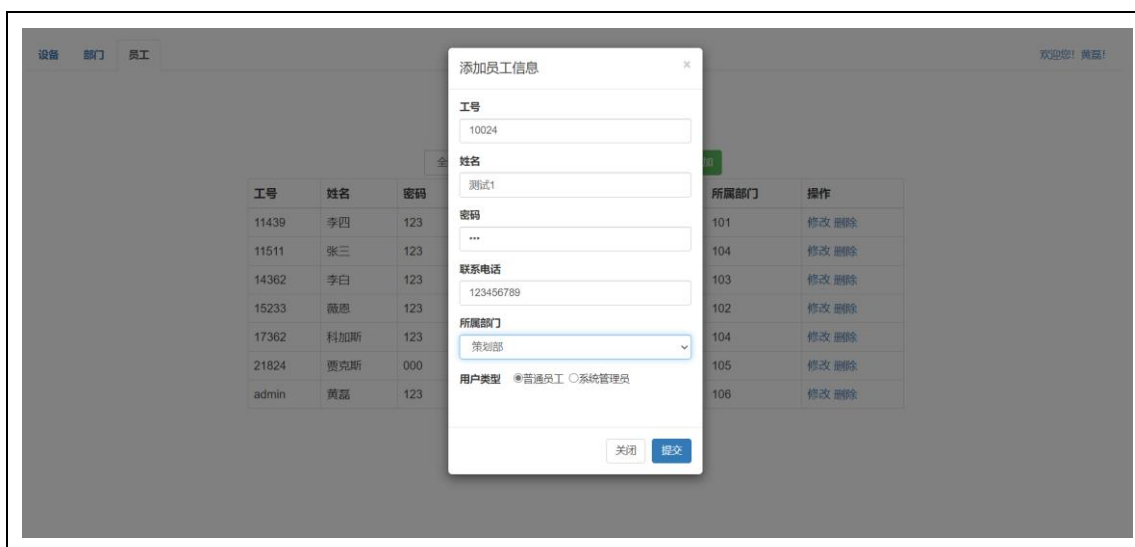 设备 部门 员工 欢迎您! 黄磊!
添加员工信息 ×
工号
10024
姓名
测试1
密码
•••
联系电话
123456789
所属部门
策划部
用户类型 普通员工 系统管理员
关闭 提交
全 加
工号 姓名 密码 所属部门 操作
11439 李四 123 101 修改 删除
11511 张三 123 104 修改 删除
14362 李白 123 103 修改 删除
15233 薇恩 123 102 修改 删除
17362 科加斯 123 104 修改 删除
21824 贾克斯 000 105 修改 删除
admin 黄磊 123 106 修改 删除